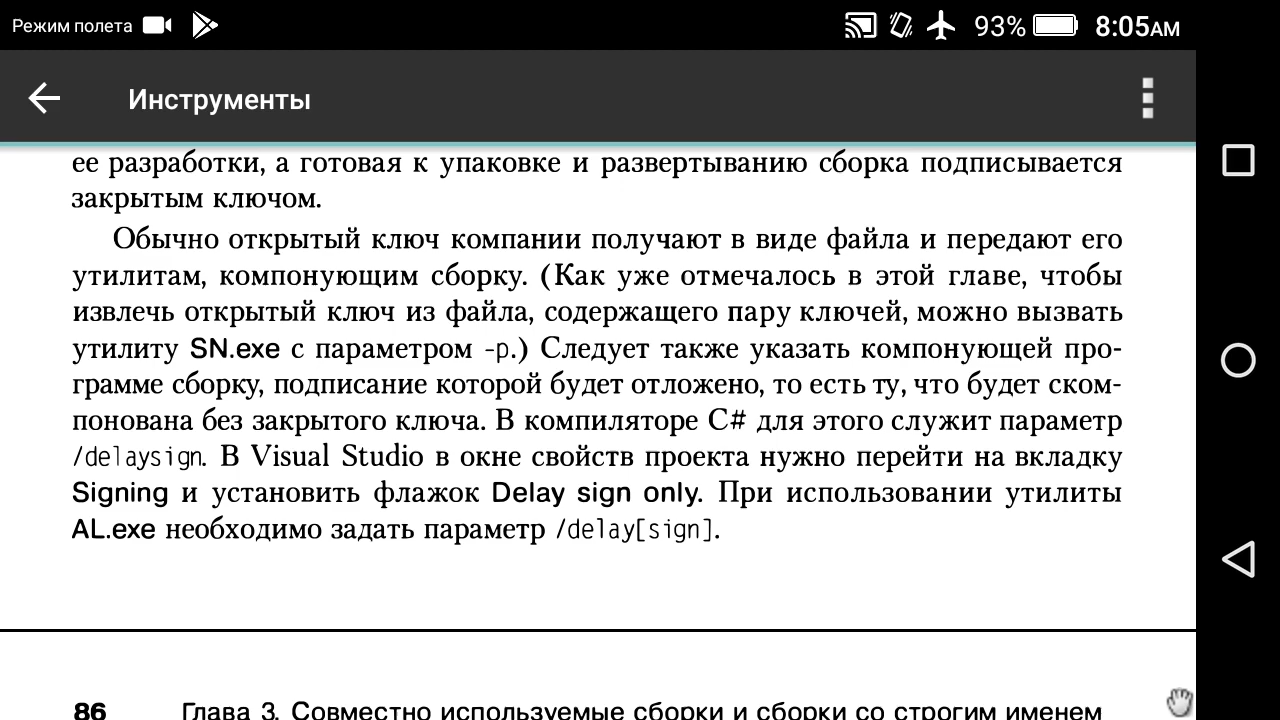 Режим полета
93% 8:05AM
Инструменты
ее разработки, а готовая к упаковке и развертыванию сборка подписывается
закрытым ключом.
Обычно открытый ключ компании получают в виде файла и передают его
утилитам, компонующим сборку. (Как уже отмечалось в этой главе, чтобы
извлечь открытый ключ из файла, содержащего пару ключей, можно вызвать
утилиту SN.exe с параметром -p.) Следует также указать компонующей про-
грамме сборку, подписание которой будет отложено, то есть ту, что будет ском-
понована без закрытого ключа. В компиляторе C# для этого служит параметр
/delaysign. В Visual Studio в окне свойств проекта нужно перейти на вкладку
Signing и установить флажок Delay sign only. При использовании утилиты
AL.exe необходимо задать параметр /delay[sign].
86 Глава 3. Совместно используемые сборки и сборки со строгим именем